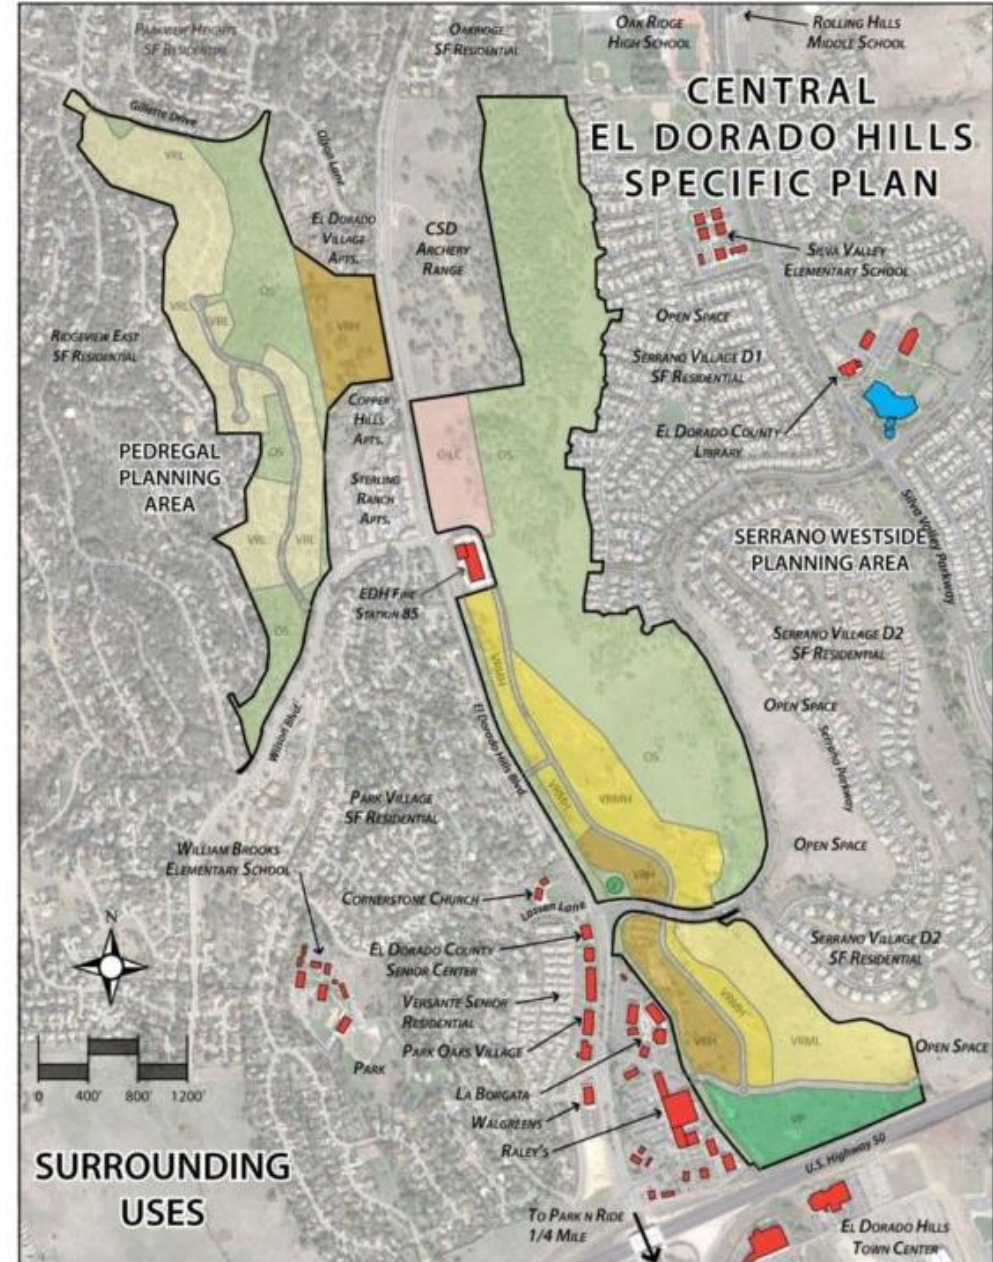 PARKVIEW HEIGHTS
SF RESIDENTIAL
OAKRIDGE
SF RESIDENTIAL
OAK RIDGE
HIGH SCHOOL
ROLLING HILLS
MIDDLE SCHOOL
CENTRAL
EL DORADO HILLS
SPECIFIC PLAN
Gillette Drive
VRL
Olson Lane
EL DORADO
VILLAGE
APTS.
CSD
ARCHERY
RANGE
SILVA VALLEY
ELEMENTARY SCHOOL
OS
VRL
VRL
VRH
OPEN SPACE
RIDGEVIEW EAST
SF RESIDENTIAL
SERRANO VILLAGE D1
SF RESIDENTIAL
COPPER
HILLS
APTS.
EL DORADO COUNTY
LIBRARY
PEDREGAL
PLANNING
AREA
OS
CFLC
OS
STERLING
RANCH
APTS.
Silva Valley Parkway
VRL
VRL
SERRANO WESTSIDE
PLANNING AREA
EDH FIRE
STATION 85
OS
SERRANO VILLAGE D2
SF RESIDENTIAL
VRMH
OPEN SPACE
Wilson Blvd.
El Dorado Hills Blvd.
Serrano Parkway
OS
PARK VILLAGE
SF RESIDENTIAL
VRMH
VRMH
OPEN SPACE
WILLIAM BROOKS
ELEMENTARY SCHOOL
VRH
P
CORNERSTONE CHURCH
Lassen Lane
N
EL DORADO COUNTY
SENIOR CENTER
SERRANO VILLAGE D2
SF RESIDENTIAL
VERSANTE SENIOR
RESIDENTIAL
VRMH
VRH
VRML
PARK OAKS VILLAGE
OPEN SPACE
PARK
LA BORGATA
0 400' 800' 1200'
WALGREENS
VP
RALEY'S
U.S. Highway 50
SURROUNDING
USES
TO PARK N RIDE
1/4 MILE
EL DORADO HILLS
TOWN CENTER